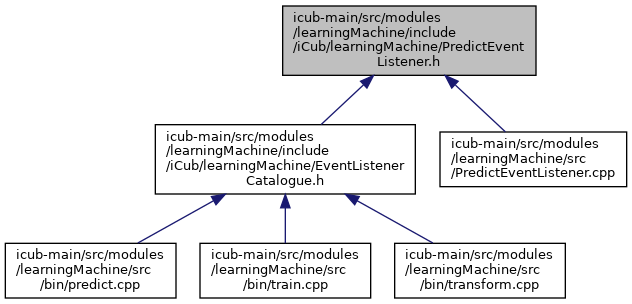 icub-main/src/modules
/learningMachine/include
/iCub/learningMachine/PredictEvent
Listener.h
icub-main/src/modules
/learningMachine/include
/iCub/learningMachine/EventListener
Catalogue.h
icub-main/src/modules
/learningMachine/src
/PredictEventListener.cpp
icub-main/src/modules
/learningMachine/src
/bin/predict.cpp
icub-main/src/modules
/learningMachine/src
/bin/train.cpp
icub-main/src/modules
/learningMachine/src
/bin/transform.cpp